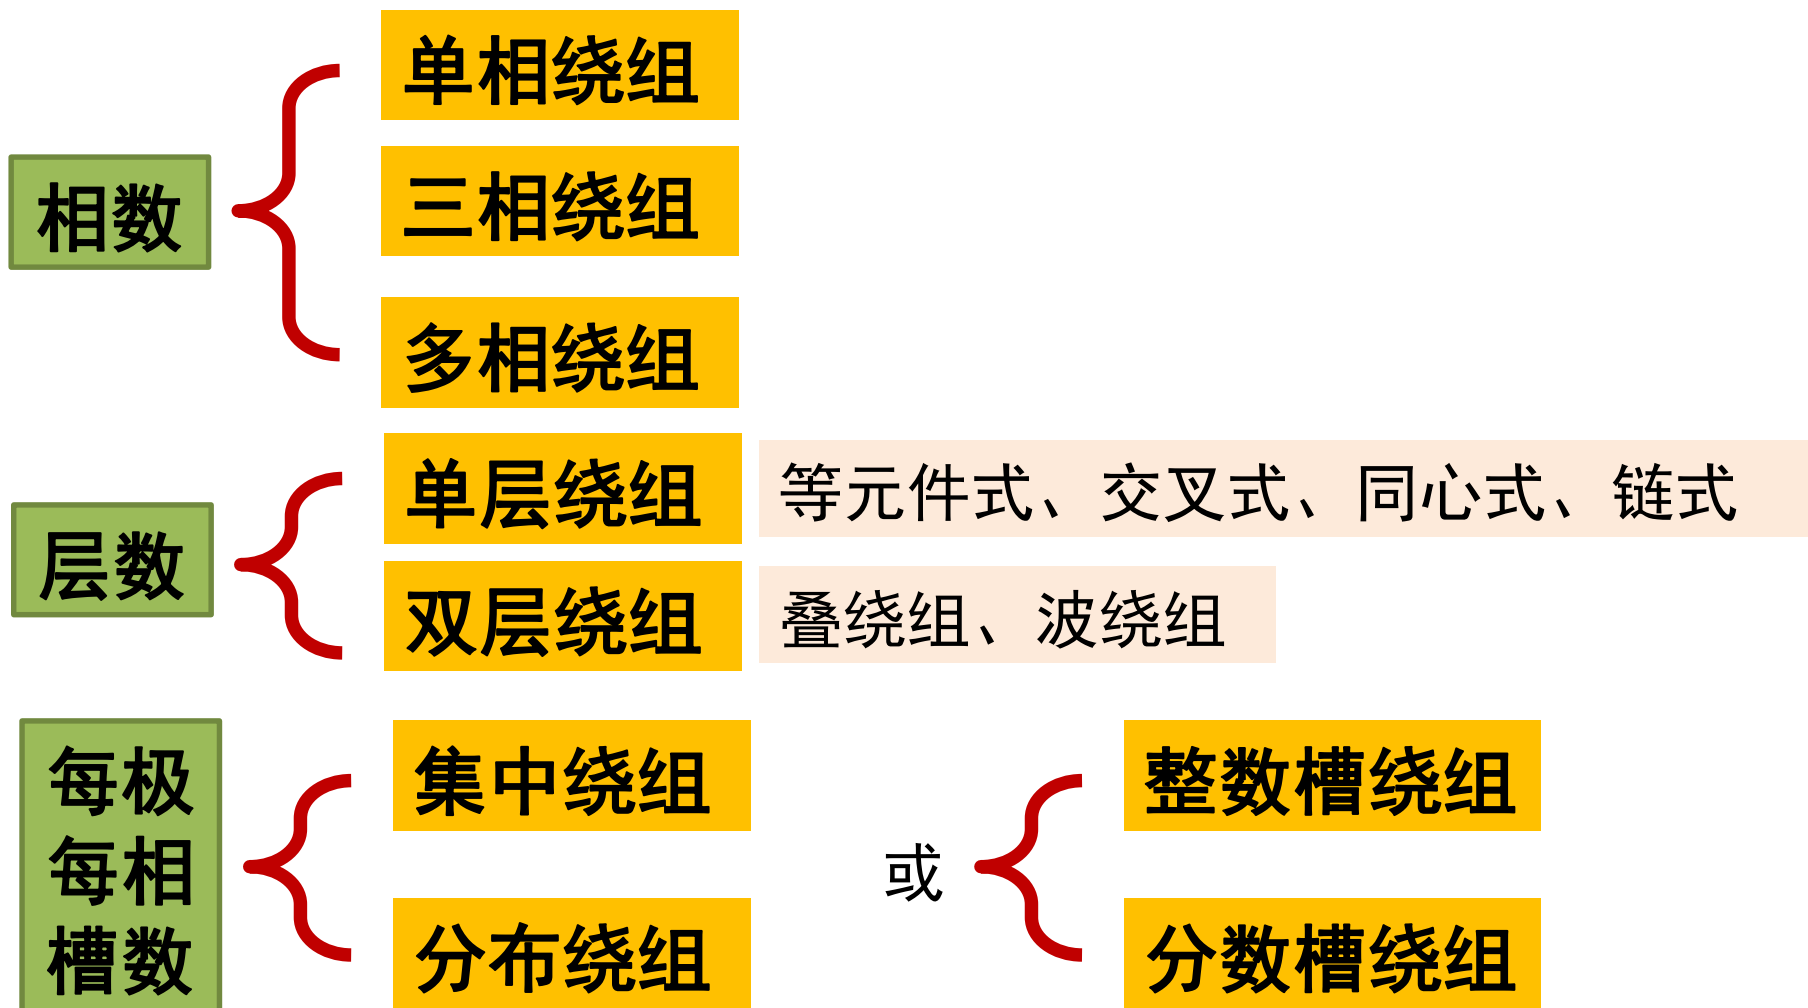 相数
单相绕组
三相绕组
多相绕组
层数
单层绕组
等元件式、交叉式、同心式、链式
双层绕组
叠绕组、波绕组
每极
每相
槽数
集中绕组
分布绕组
或
整数槽绕组
分数槽绕组